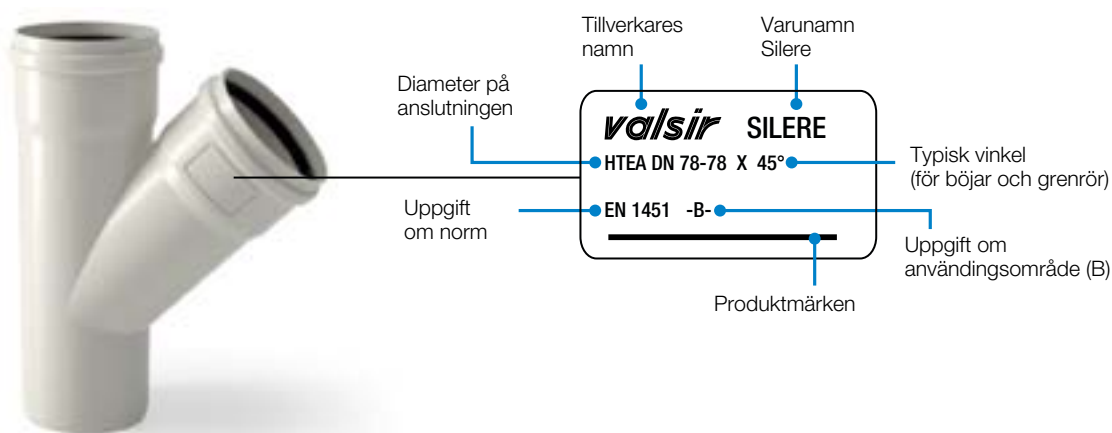 Tillverkares
namn
Varunamn
Silere
Diameter på
anslutningen
valsir SILERE
HTEA DN 78-78 X 45°
Typisk vinkel
(för böjar och grenrör)
Uppgift
om norm
EN 1451 -B-
Uppgift om
användingsområde (B)
Produktmärken